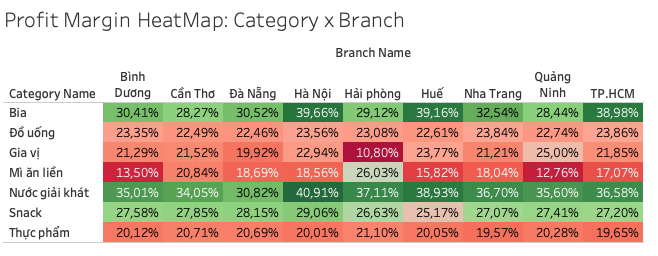 Profit Margin HeatMap: Category x Branch
Branch Name
Category Name Bình Dương Cần Thơ Đà Nẵng Hà Nội Hải phòng Huế Nha Trang Quảng Ninh TP.HCM
Bia 30,41% 28,27% 30,52% 39,66% 29,12% 39,16% 32,54% 28,44% 38,98%
Đồ uống 23,35% 22,49% 22,46% 23,56% 23,08% 22,61% 23,84% 22,74% 23,86%
Gia vị 21,29% 21,52% 19,92% 22,94% 10,80% 23,77% 21,21% 25,00% 21,85%
Mì ăn liền 13,50% 20,84% 18,69% 18,56% 26,03% 15,82% 18,04% 12,76% 17,07%
Nước giải khát 35,01% 34,05% 30,82% 40,91% 37,11% 38,93% 36,70% 35,60% 36,58%
Snack 27,58% 27,85% 28,15% 29,06% 26,63% 25,17% 27,07% 27,41% 27,20%
Thực phẩm 20,12% 20,71% 20,69% 20,01% 21,10% 20,05% 19,57% 20,28% 19,65%